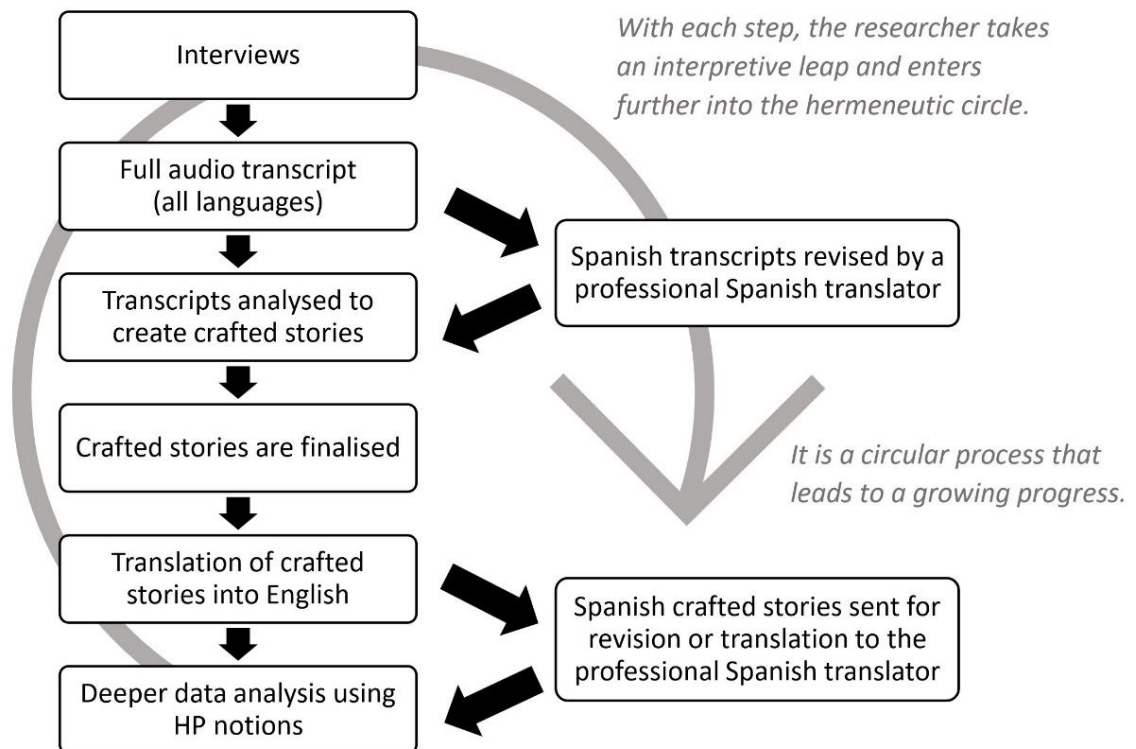 Interviews
With each step, the researcher takes
an interpretive leap and enters
further into the hermeneutic circle.
Full audio transcript
(all languages)
Spanish transcripts revised by a
professional Spanish translator
Transcripts analysed to
create crafted stories
Crafted stories are finalised
It is a circular process that
leads to a growing progress.
Translation of crafted
stories into English
Spanish crafted stories sent for
revision or translation to the
professional Spanish translator
Deeper data analysis using
HP notions